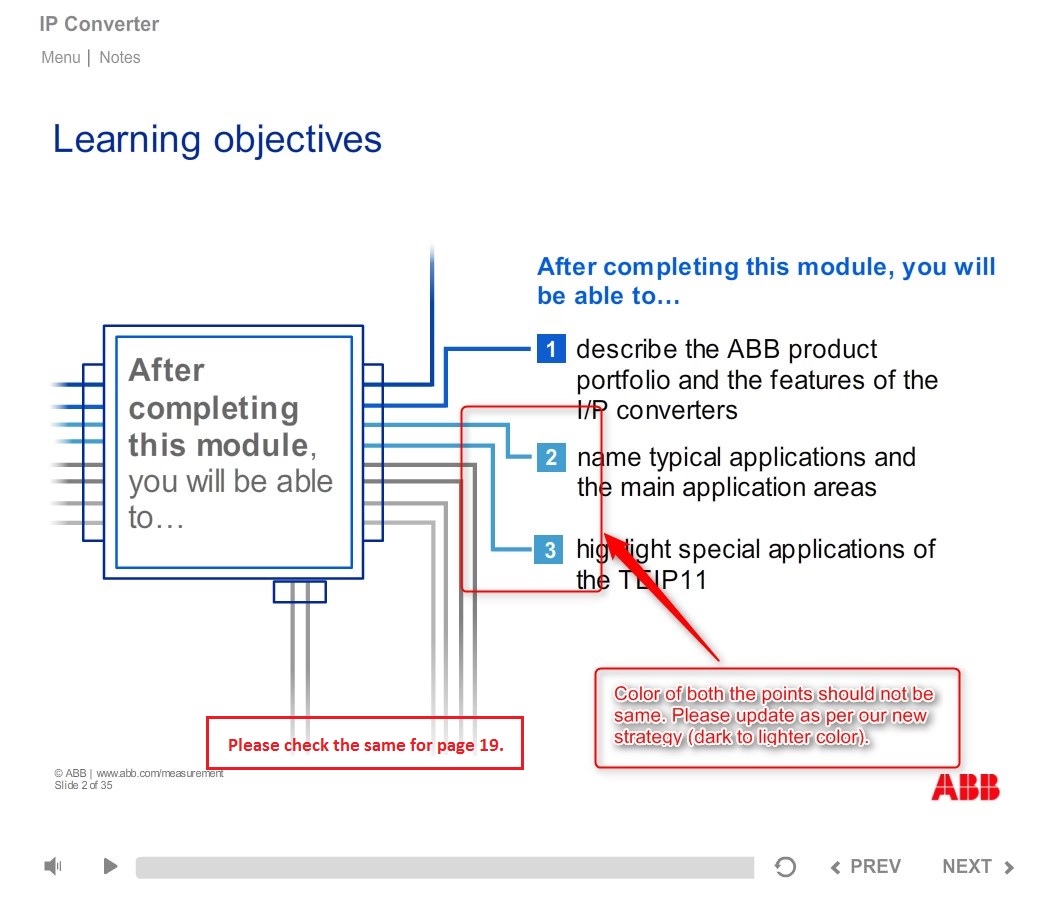 IP Converter
Menu | Notes
Learning objectives
After completing this module, you will
be able to…
After
completing
this module,
you will be able
to…
1 describe the ABB product
portfolio and the features of the
I/P converters
2 name typical applications and
the main application areas
3 highlight special applications of
the TEIP11
Color of both the points should not be
same. Please update as per our new
strategy (dark to lighter color).
Please check the same for page 19.
© ABB | www.abb.com/measurement
Slide 2 of 35
ABB
PREV NEXT